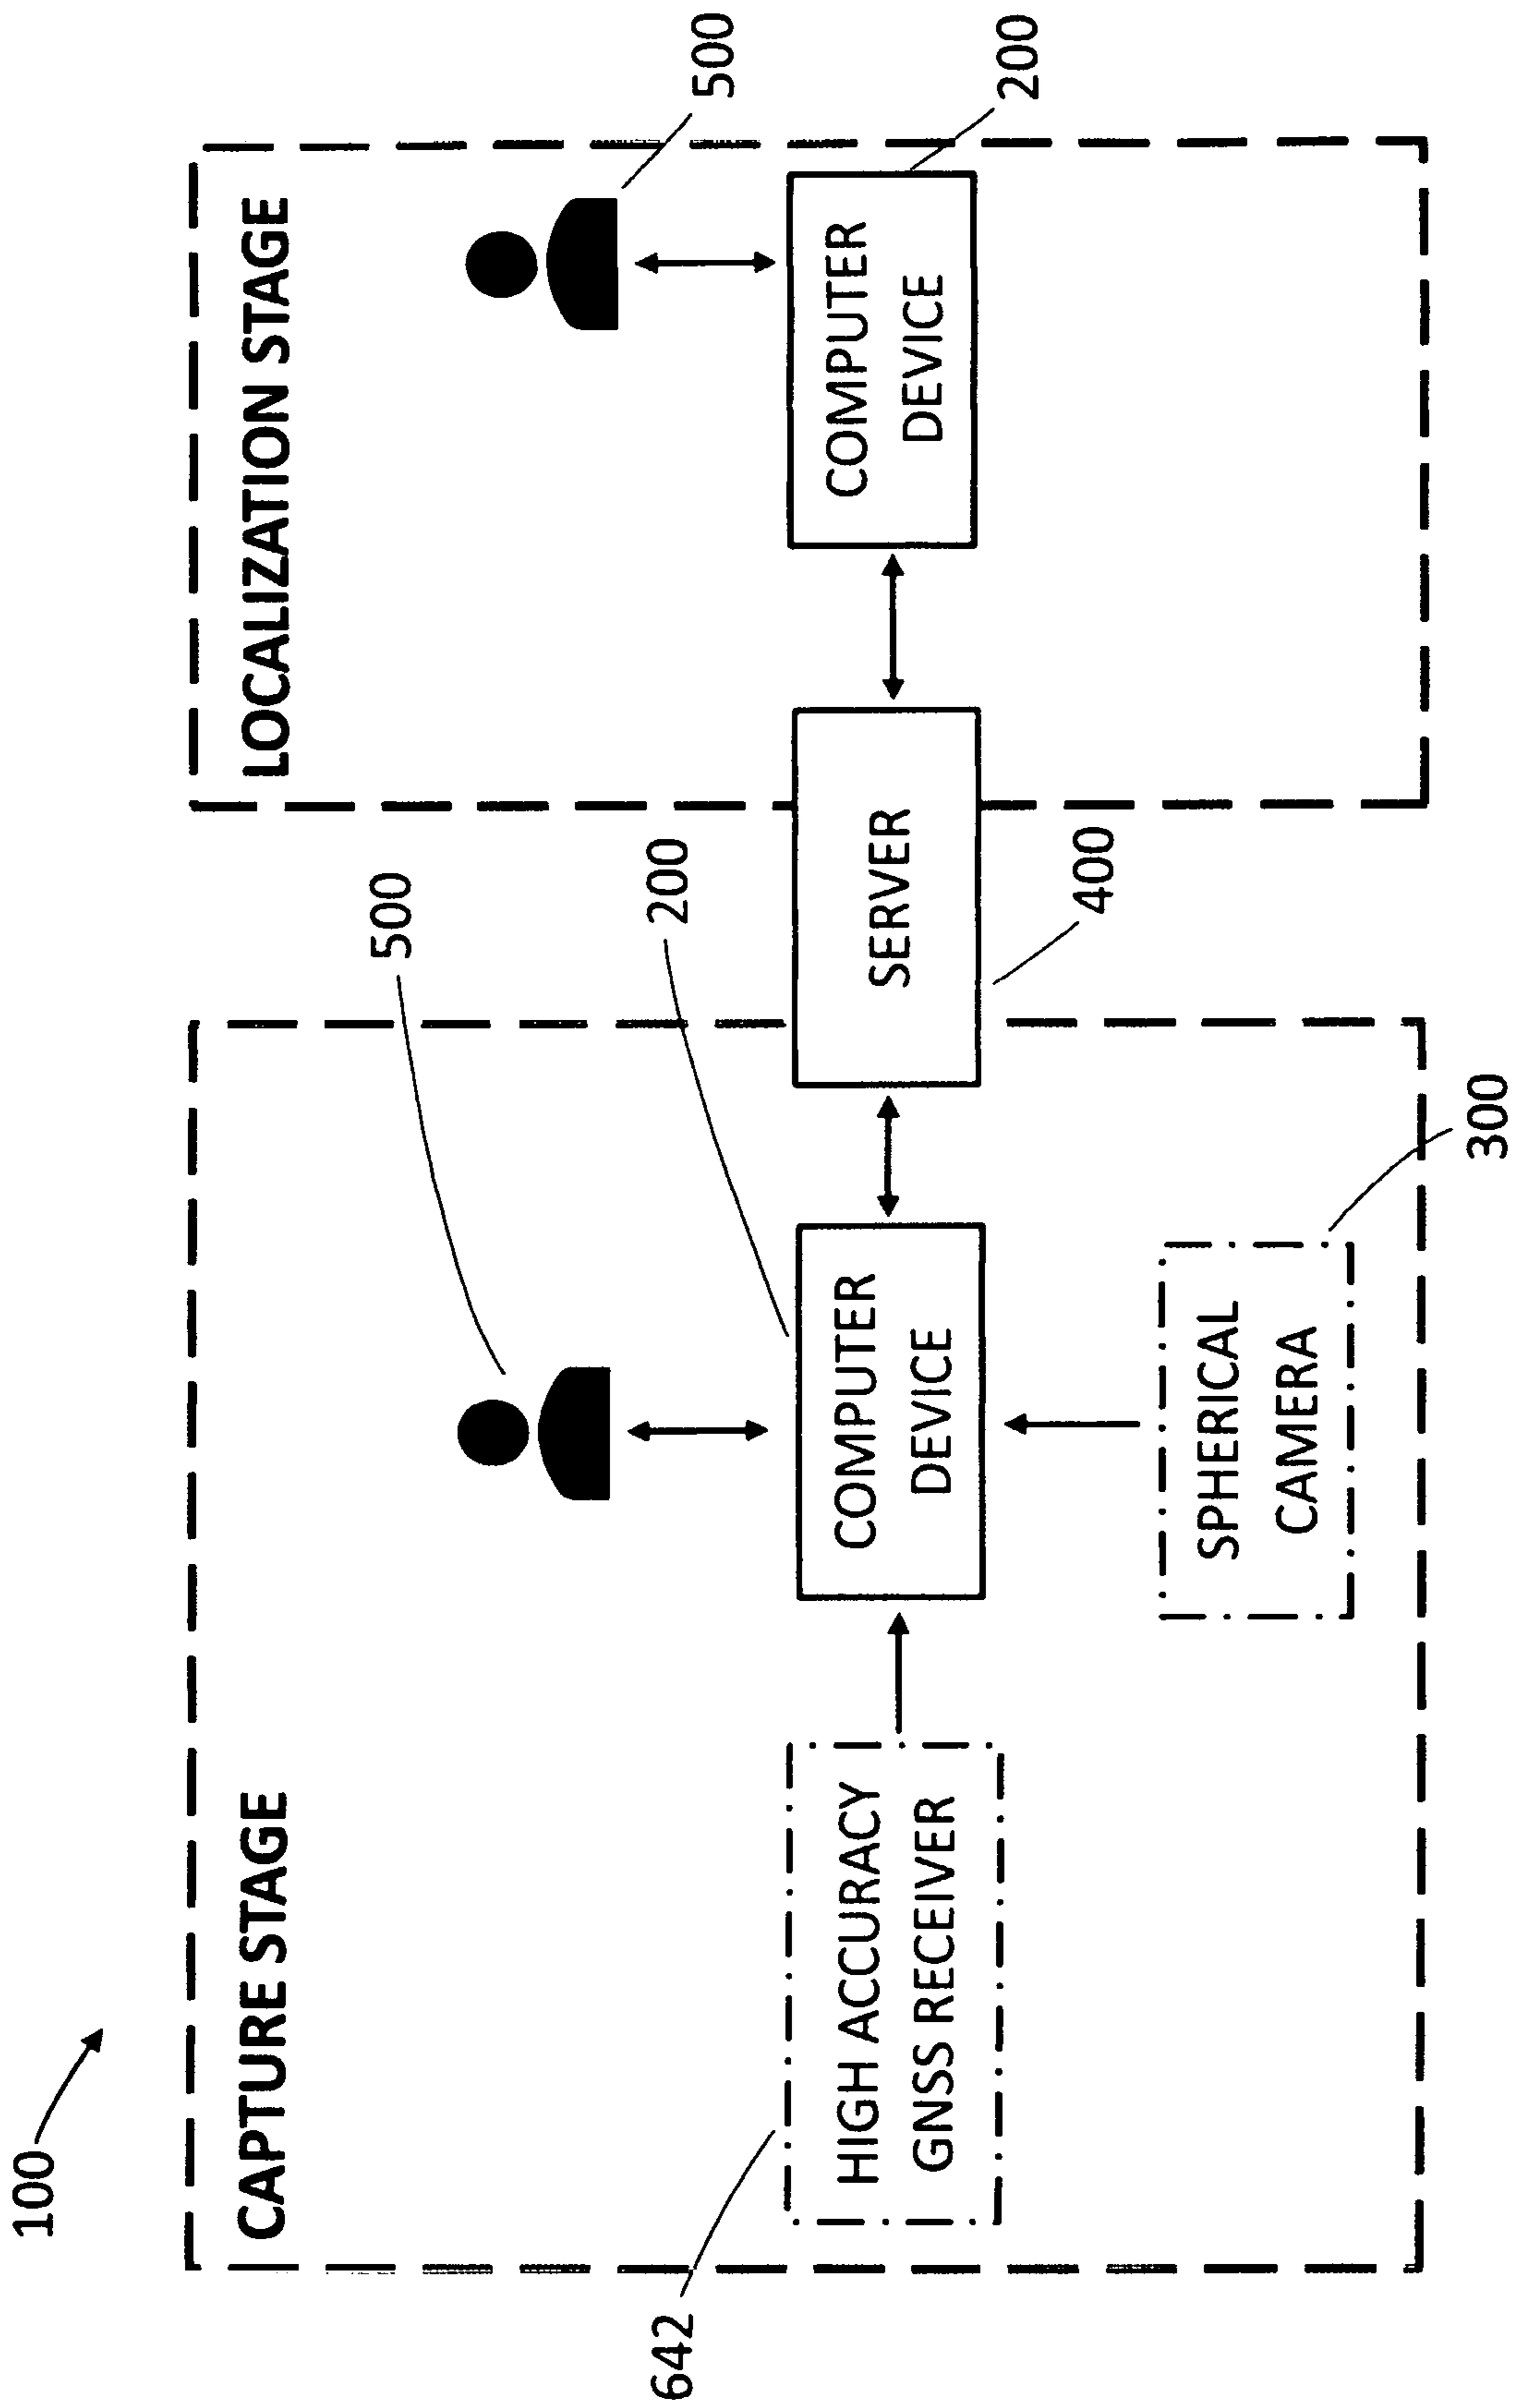 100
CAPTURE STAGE
500
200
642
HIGH ACCURACY
GNSS RECEIVER
COMPUTER
DEVICE
SPHERICAL
CAMERA
300
SERVER
400
LOCALIZATION STAGE
500
COMPUTER
DEVICE
200